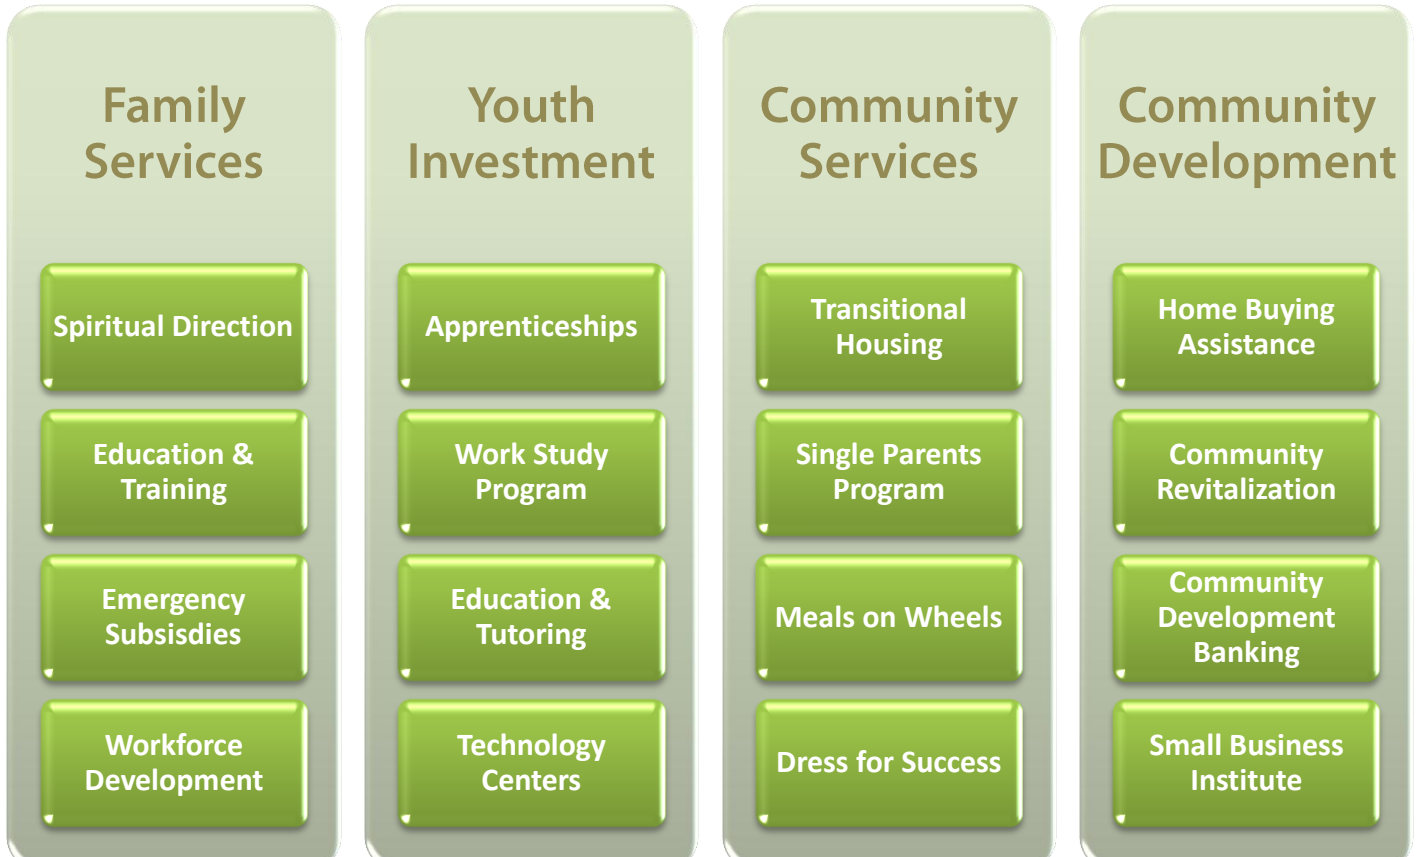 Family
Services
Spiritual Direction
Education &
Training
Emergency
Subsisdies
Workforce
Development
Youth
Investment
Apprenticeships
Work Study
Program
Education &
Tutoring
Technology
Centers
Community
Services
Transitional
Housing
Single Parents
Program
Meals on Wheels
Dress for Success
Community
Development
Home Buying
Assistance
Community
Revitalization
Community
Development
Banking
Small Business
Institute